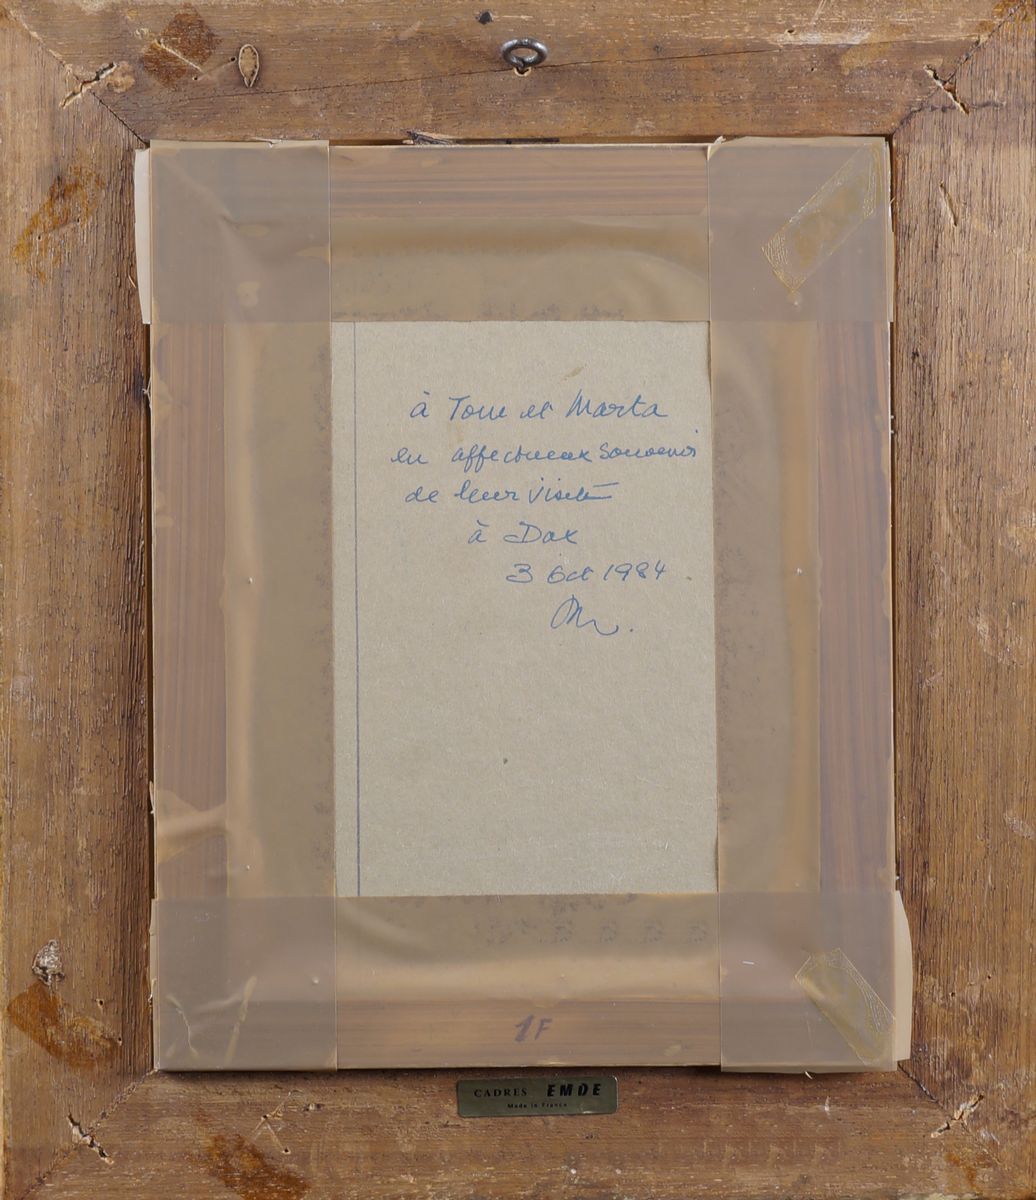 à Tom et Marta
en affectueux souvenir
de leur visite
à Dax
3 Oct 1984
1F
CADRES EMDE
Made in France